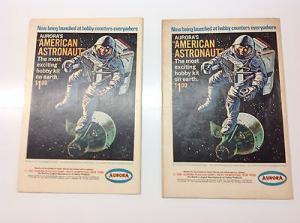 Now being launched at hobby counters everywhere
AURORA'S
AMERICAN
ASTRONAUT
The most
exciting
hobby kit
on earth.
$1.00
AURORA
Now being launched at hobby counters everywhere
AURORA'S
AMERICAN
ASTRONAUT
The most
exciting
hobby kit
on earth.
$1.00
AURORA